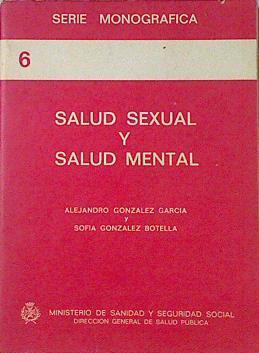 SERIE MONOGRAFICA
6
SALUD SEXUAL
Y
SALUD MENTAL
ALEJANDRO GONZALEZ GARCIA
y
SOFIA GONZALEZ BOTELLA
MINISTERIO DE SANIDAD Y SEGURIDAD SOCIAL
DIRECCION GENERAL DE SALUD PUBLICA